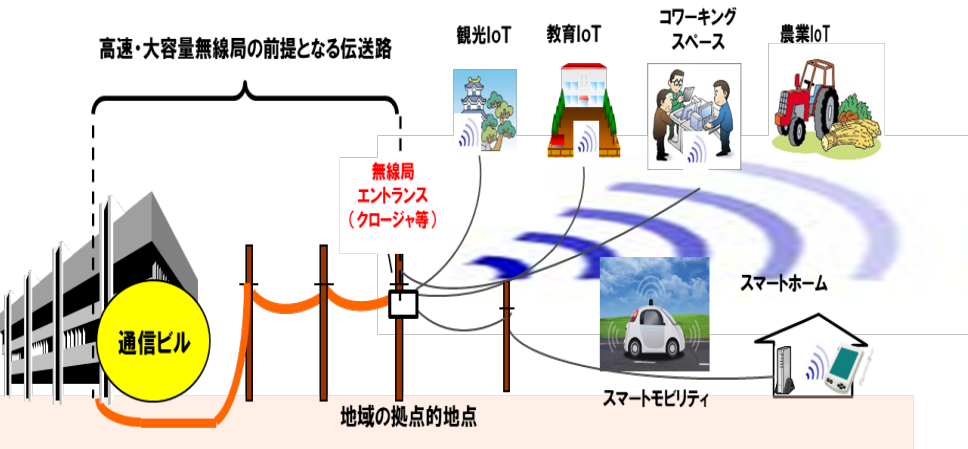 高速・大容量無線局の前提となる伝送路
観光IoT
教育IoT
コワーキング
スペース
農業IoT
無線局
エントランス
(クロージャ等)
スマートホーム
通信ビル
スマートモビリティ
地域の拠点的地点